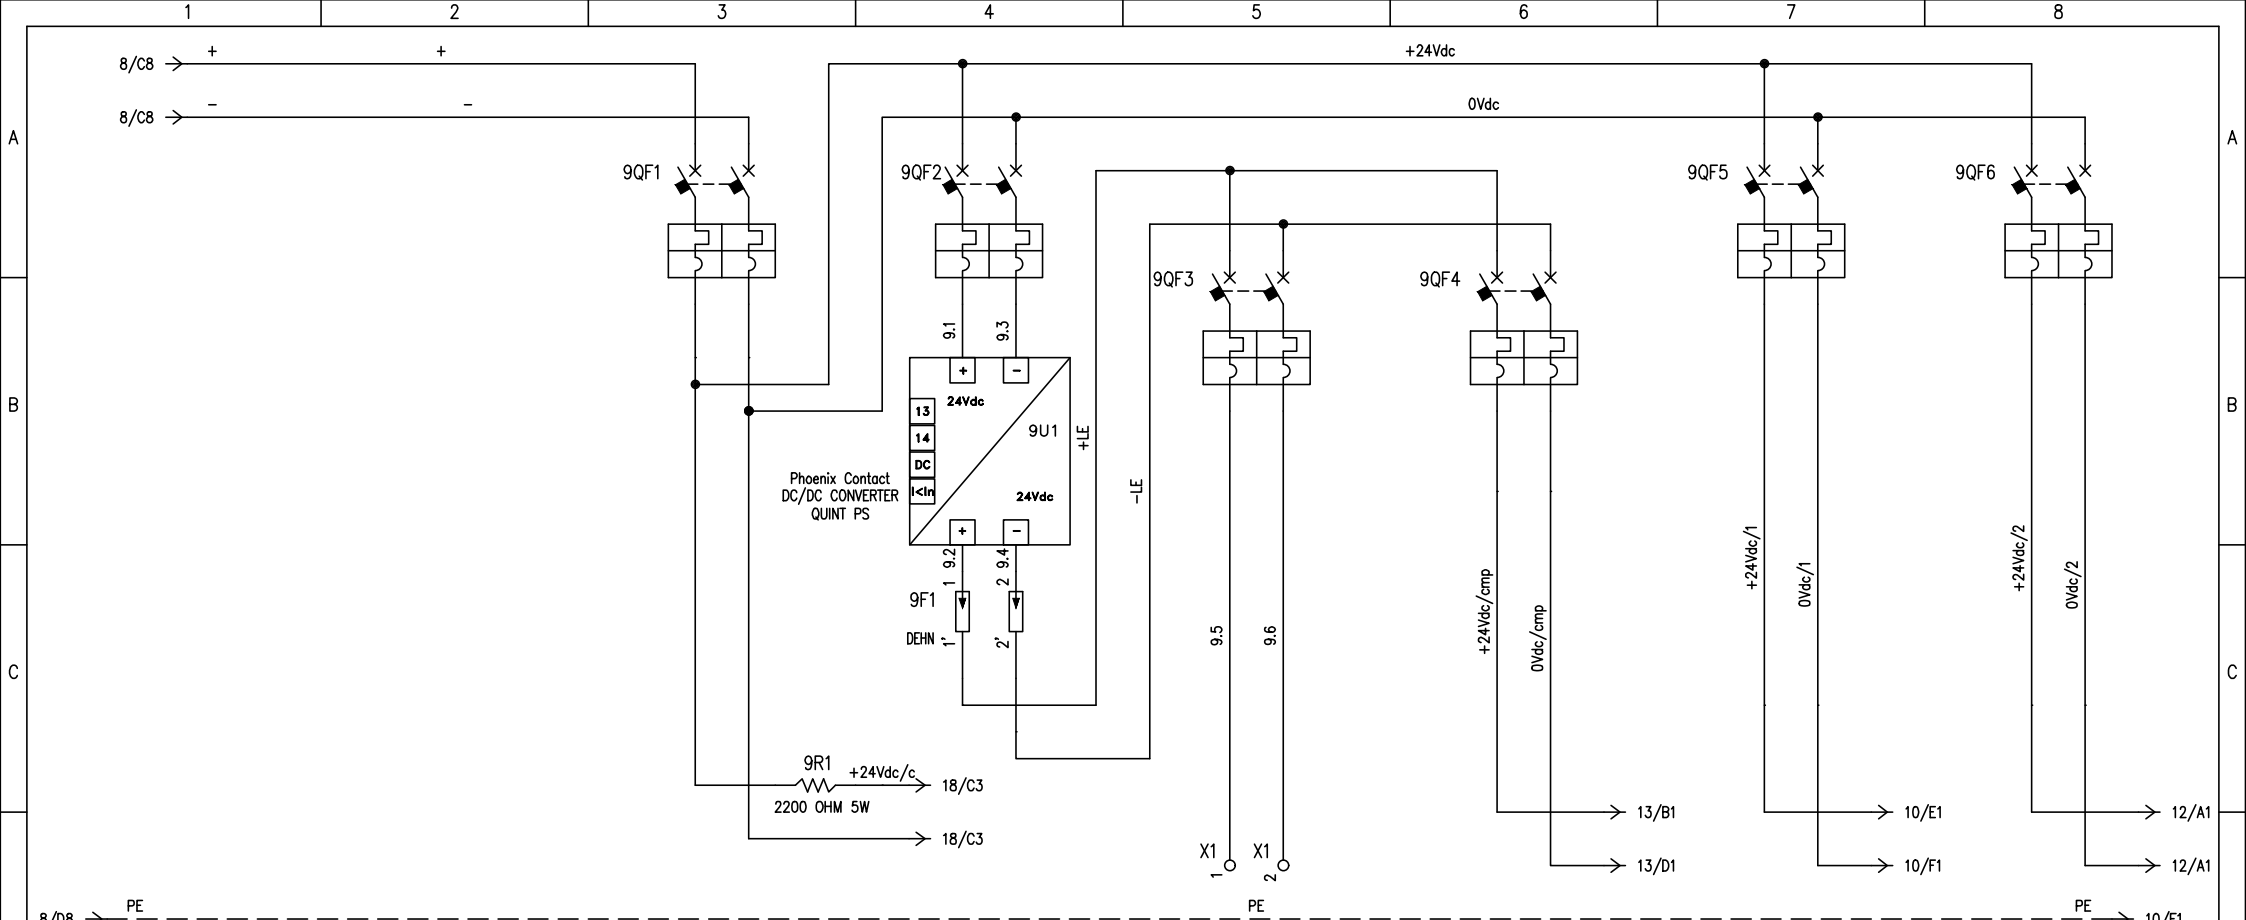 1 2 3 4 5 6 7 8
+ + +24Vdc
8/C8
- - 0Vdc
8/C8
A A
9QF1 9QF2 9QF5 9QF6
9QF3 9QF4
9.1 9.3
+ -
24Vdc
B B
13
14
DC
I<In
9U1
+LE
-LE
Phoenix Contact
DC/DC CONVERTER
QUINT PS
24Vdc
+ -
9.2 9.4
1 2
9F1
DEHN 1' 2'
+24Vdc/1 0Vdc/1 +24Vdc/2 0Vdc/2
+24Vdc/cmp 0Vdc/cmp
9.5 9.6
C C
9R1 +24Vdc/c 18/C3
2200 OHM 5W
18/C3
13/B1 10/E1 12/A1
X1 X1
1 2
13/D1 10/F1 12/A1
PE PE PE
8/D8